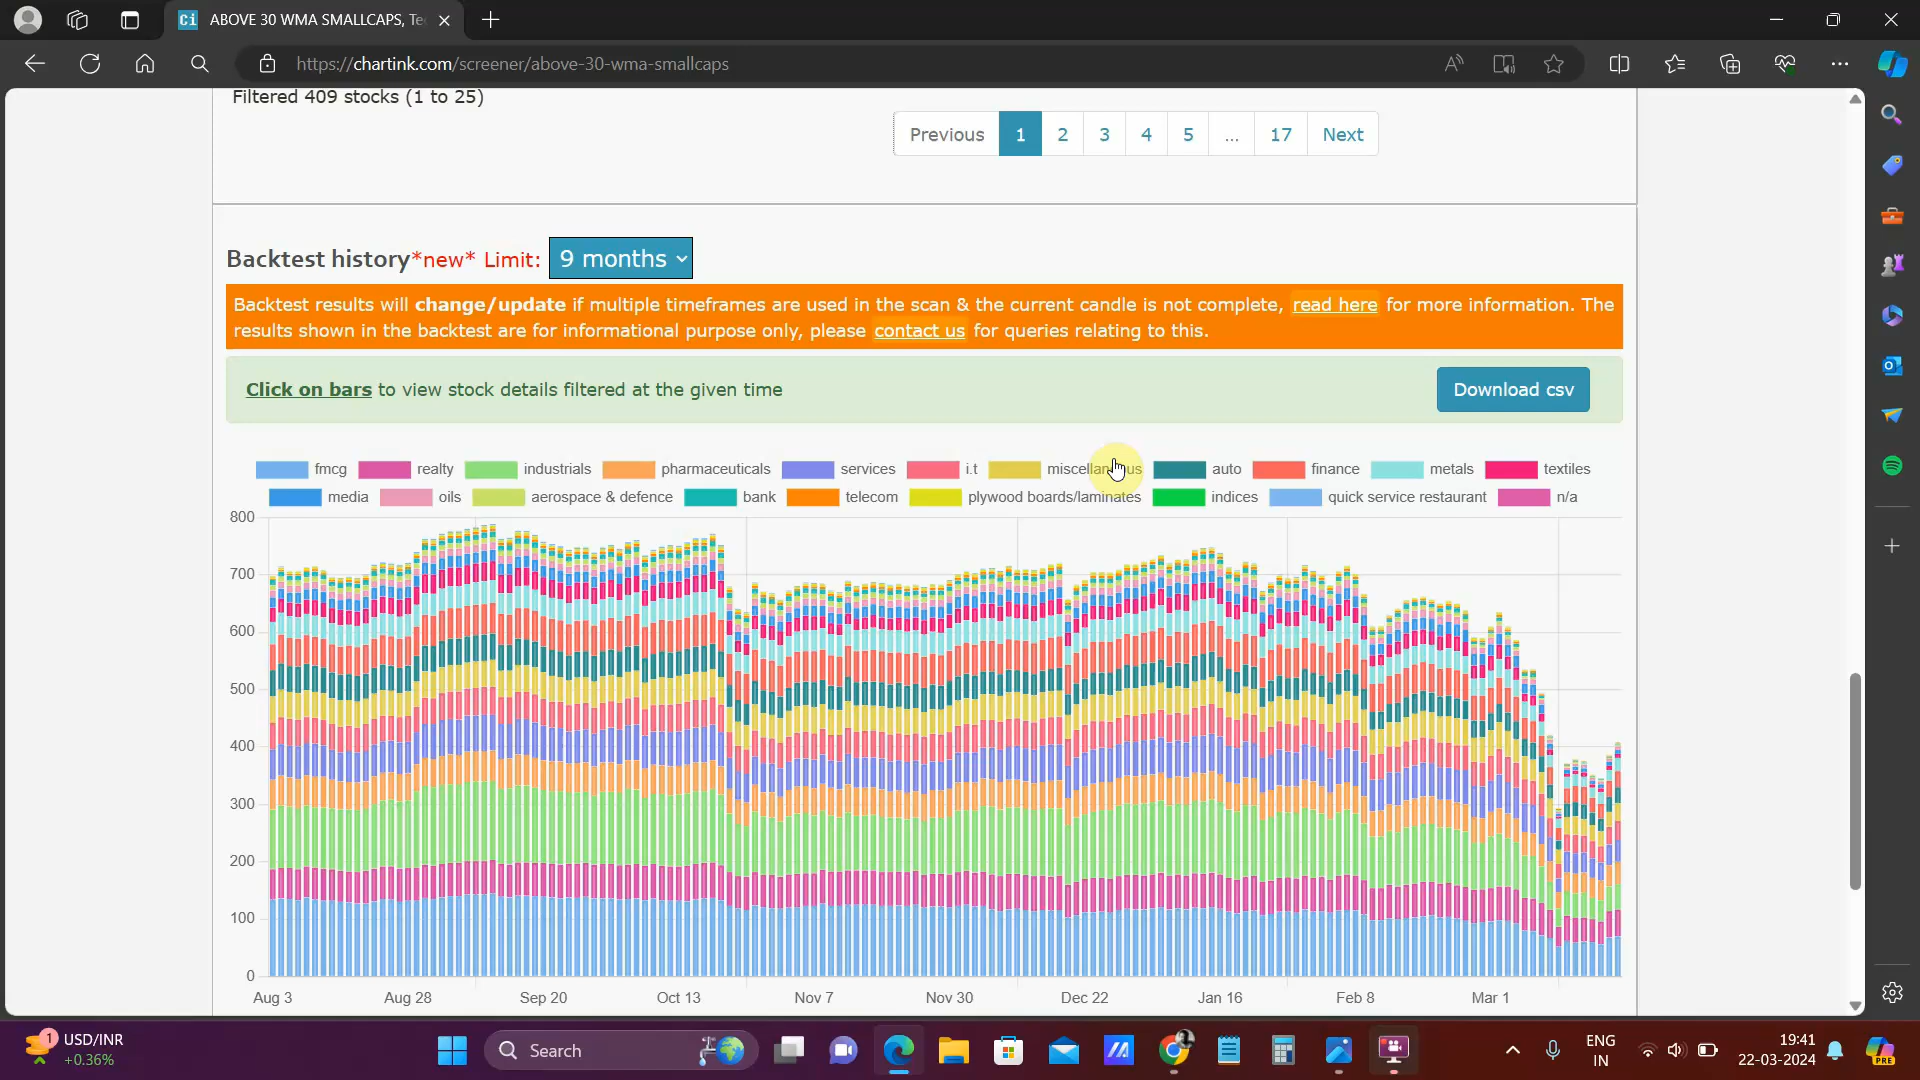 Ci ABOVE 30 WMA SMALLCAPS, Te
https://chartink.com/screener/above-30-wma-smallcaps
Filtered 409 stocks (1 to 25)
Previous 1 2 3 4 5 ... 17 Next
Backtest history*new* Limit: 9 months
Backtest results will change/update if multiple timeframes are used in the scan & the current candle is not complete, read here for more information. The
results shown in the backtest are for informational purpose only, please contact us for queries relating to this.
Click on bars to view stock details filtered at the given time
Download csv
fmcg realty industrials pharmaceuticals services i.t miscellaneous auto finance metals textiles
media oils aerospace & defence bank telecom plywood boards/laminates indices quick service restaurant n/a
800
700
600
500
400
300
200
100
0
Aug 3 Aug 28 Sep 20 Oct 13 Nov 7 Nov 30 Dec 22 Jan 16 Feb 8 Mar 1
1 USD/INR
+0.36%
Search
ENG
IN
19:41
22-03-2024
PRE